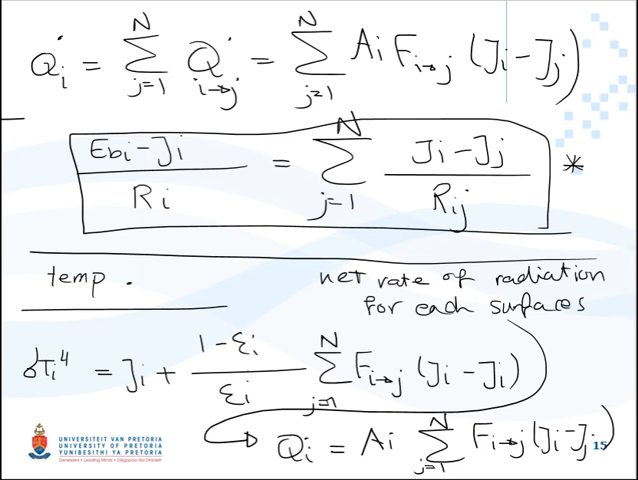 Q̇i = Σ_{j=1}^{N} Q̇_{i→j} = Σ_{j=1}^{N} Ai F_{i→j} (Ji − Jj)
(Ebi − Ji) / Ri = Σ_{j=1}^{N} (Ji − Jj) / Rij *
temp.
net rate of radiation
for each surfaces
σTi⁴ = Ji + (1 − εi) / εi Σ_{j=1}^{N} F_{i→j} (Ji − Ji)
Qi = Ai Σ_{j=1}^{N} F_{i→j} (Ji − Jj)
15
UNIVERSITEIT VAN PRETORIA
UNIVERSITY OF PRETORIA
YUNIBESITHI YA PRETORIA